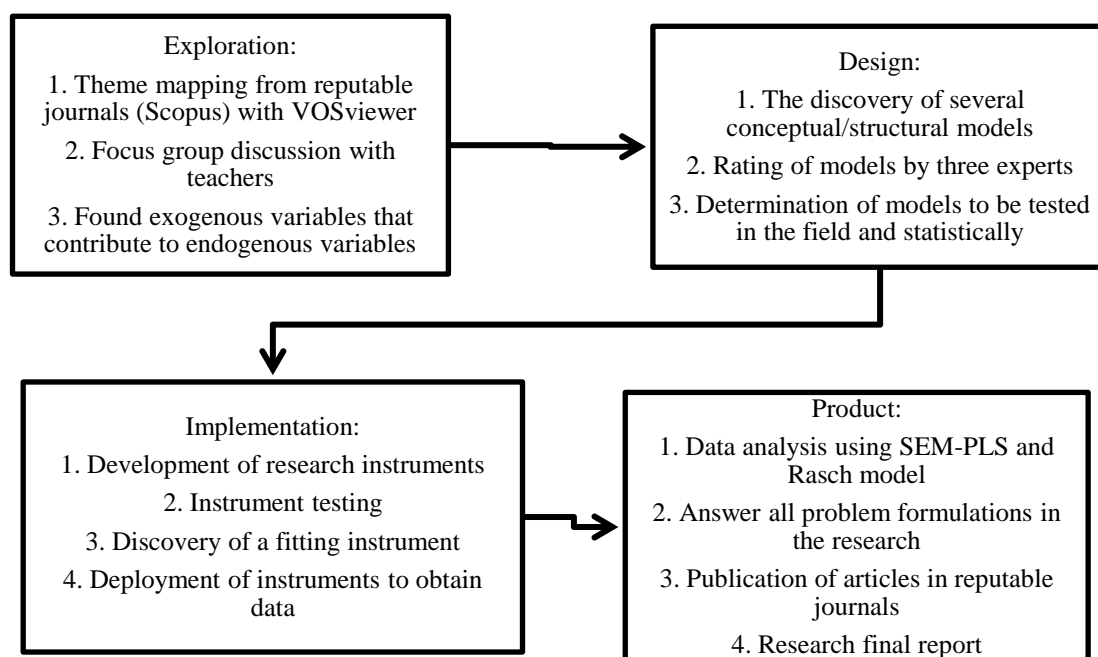 Exploration:
1. Theme mapping from reputable
journals (Scopus) with VOSviewer
2. Focus group discussion with
teachers
3. Found exogenous variables that
contribute to endogenous variables
Design:
1. The discovery of several
conceptual/structural models
2. Rating of models by three experts
3. Determination of models to be tested
in the field and statistically
Implementation:
1. Development of research instruments
2. Instrument testing
3. Discovery of a fitting instrument
4. Deployment of instruments to obtain
data
Product:
1. Data analysis using SEM-PLS and
Rasch model
2. Answer all problem formulations in
the research
3. Publication of articles in reputable
journals
4. Research final report